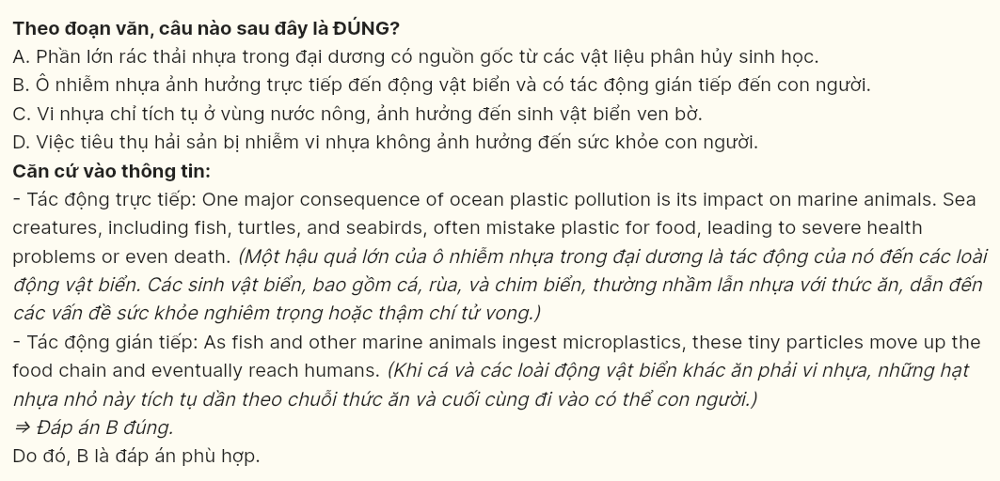 Theo đoạn văn, câu nào sau đây là ĐÚNG?
A. Phần lớn rác thải nhựa trong đại dương có nguồn gốc từ các vật liệu phân hủy sinh học.
B. Ô nhiễm nhựa ảnh hưởng trực tiếp đến động vật biển và có tác động gián tiếp đến con người.
C. Vi nhựa chỉ tích tụ ở vùng nước nông, ảnh hưởng đến sinh vật biển ven bờ.
D. Việc tiêu thụ hải sản bị nhiễm vi nhựa không ảnh hưởng đến sức khỏe con người.
Căn cứ vào thông tin:
- Tác động trực tiếp: One major consequence of ocean plastic pollution is its impact on marine animals. Sea
creatures, including fish, turtles, and seabirds, often mistake plastic for food, leading to severe health
problems or even death. (Một hậu quả lớn của ô nhiễm nhựa trong đại dương là tác động của nó đến các loài
động vật biển. Các sinh vật biển, bao gồm cá, rùa, và chim biển, thường nhầm lẫn nhựa với thức ăn, dẫn đến
các vấn đề sức khỏe nghiêm trọng hoặc thậm chí tử vong.)
- Tác động gián tiếp: As fish and other marine animals ingest microplastics, these tiny particles move up the
food chain and eventually reach humans. (Khi cá và các loài động vật biển khác ăn phải vi nhựa, những hạt
nhựa nhỏ này tích tụ dần theo chuỗi thức ăn và cuối cùng đi vào có thể con người.)
⇒ Đáp án B đúng.
Do đó, B là đáp án phù hợp.